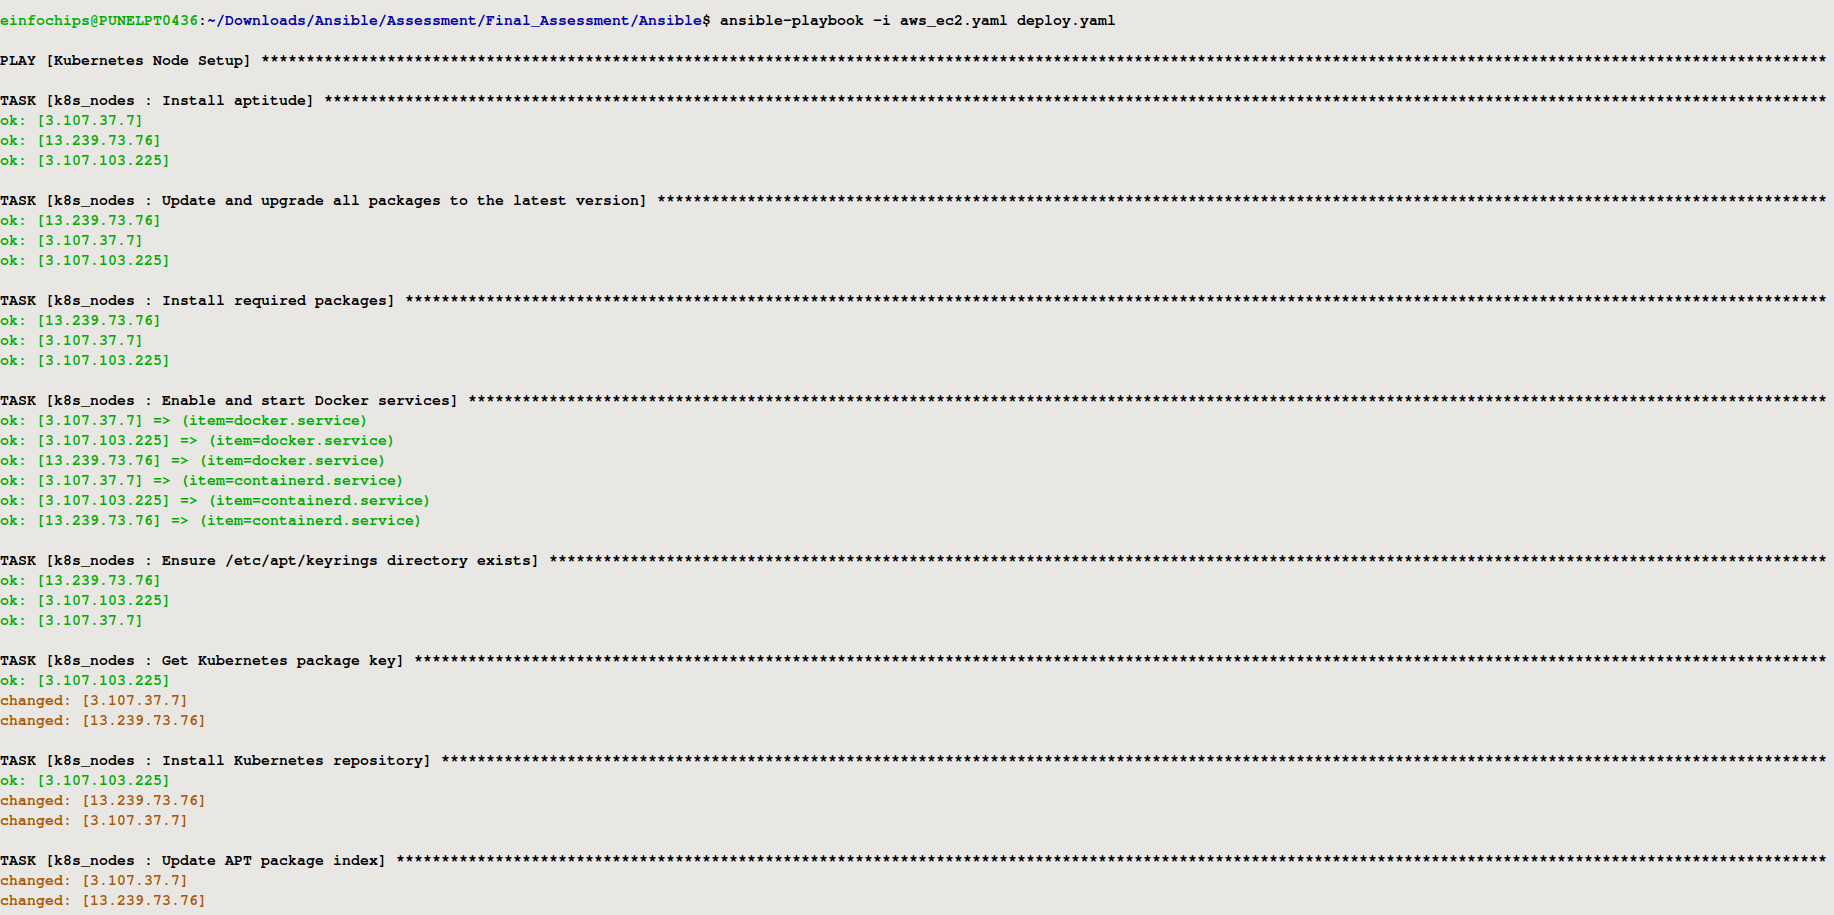 einfochips@PUNELPT0436:~/Downloads/Ansible/Assessment/Final_Assessment/Ansible$ ansible-playbook -i aws_ec2.yaml deploy.yaml
PLAY [Kubernetes Node Setup] ******************************************************************************************************************************************************************************
TASK [k8s_nodes : Install aptitude] ***********************************************************************************************************************************************************************
ok: [3.107.37.7]
ok: [13.239.73.76]
ok: [3.107.103.225]
TASK [k8s_nodes : Update and upgrade all packages to the latest version] **********************************************************************************************************************************
ok: [13.239.73.76]
ok: [3.107.37.7]
ok: [3.107.103.225]
TASK [k8s_nodes : Install required packages] **************************************************************************************************************************************************************
ok: [13.239.73.76]
ok: [3.107.37.7]
ok: [3.107.103.225]
TASK [k8s_nodes : Enable and start Docker services] *******************************************************************************************************************************************************
ok: [3.107.37.7] => (item=docker.service)
ok: [3.107.103.225] => (item=docker.service)
ok: [13.239.73.76] => (item=docker.service)
ok: [3.107.37.7] => (item=containerd.service)
ok: [3.107.103.225] => (item=containerd.service)
ok: [13.239.73.76] => (item=containerd.service)
TASK [k8s_nodes : Ensure /etc/apt/keyrings directory exists] **********************************************************************************************************************************************
ok: [13.239.73.76]
ok: [3.107.103.225]
ok: [3.107.37.7]
TASK [k8s_nodes : Get Kubernetes package key] *************************************************************************************************************************************************************
ok: [3.107.103.225]
changed: [3.107.37.7]
changed: [13.239.73.76]
TASK [k8s_nodes : Install Kubernetes repository] **********************************************************************************************************************************************************
ok: [3.107.103.225]
changed: [13.239.73.76]
changed: [3.107.37.7]
TASK [k8s_nodes : Update APT package index] ***************************************************************************************************************************************************************
changed: [3.107.37.7]
changed: [13.239.73.76]